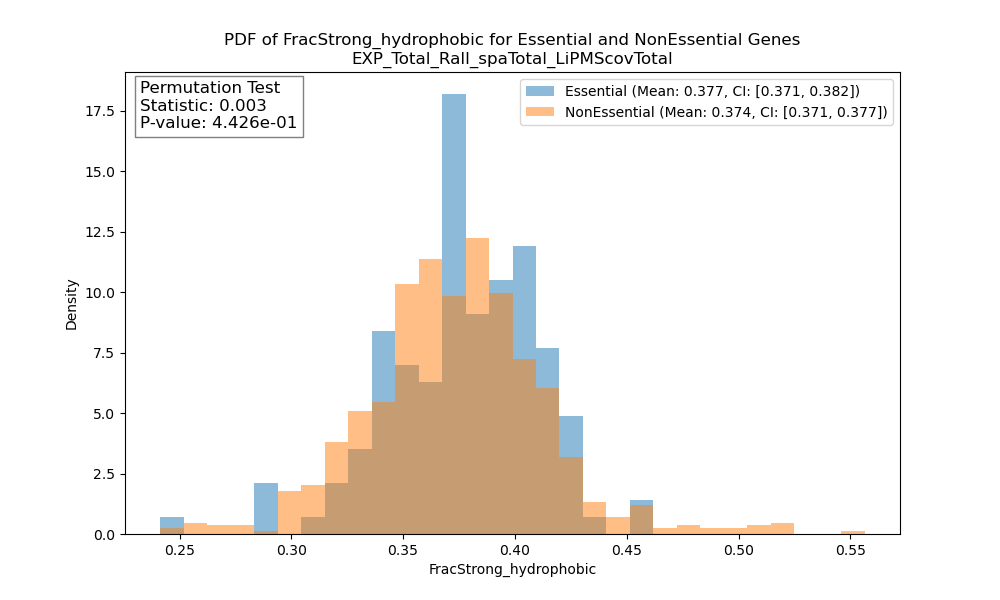 PDF of FracStrong_hydrophobic for Essential and NonEssential Genes
EXP_Total_Rall_spaTotal_LiPMScovTotal
Permutation Test
Statistic: 0.003
P-value: 4.426e-01
Essential (Mean: 0.377, CI: [0.371, 0.382])
NonEssential (Mean: 0.374, CI: [0.371, 0.377])
17.5
15.0
12.5
10.0
7.5
5.0
2.5
0.0
Density
0.25 0.30 0.35 0.40 0.45 0.50 0.55
FracStrong_hydrophobic